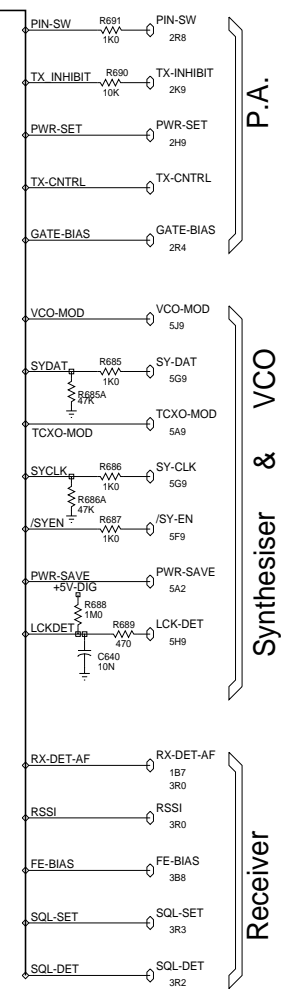 PIN-SW R691 1K0 PIN-SW 2R8
TX_INHIBIT R690 10K TX-INHIBIT 2K9
PWR-SET PWR-SET 2H9
TX-CNTRL TX-CNTRL
GATE-BIAS GATE-BIAS 2R4
P.A.
VCO-MOD VCO-MOD 5J9
SYDAT R685 1K0 SY-DAT 5G9
R685A 47K
TCXO-MOD TCXO-MOD 5A9
SYCLK R686 1K0 SY-CLK 5G9
R686A 47K
/SYEN R687 1K0 /SY-EN 5F9
PWR-SAVE PWR-SAVE 5A2
+5V-DIG
R688 1M0
LCKDET R689 470 LCK-DET 5H9
C640 10N
Synthesiser & VCO
RX-DET-AF RX-DET-AF 1B7 3R0
RSSI RSSI 3R0
FE-BIAS FE-BIAS 3B8
SQL-SET SQL-SET 3R3
SQL-DET SQL-DET 3R2
Receiver